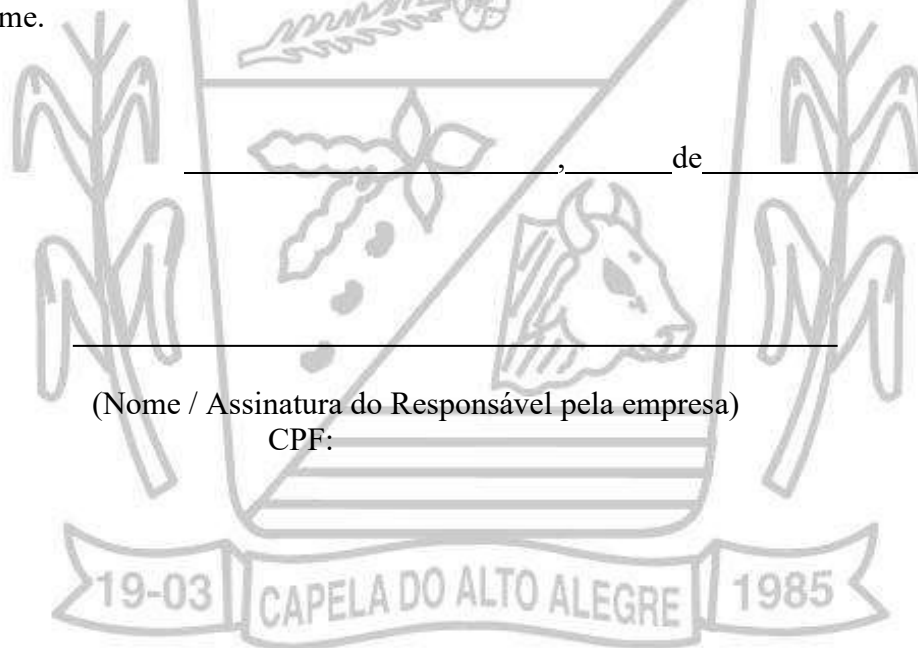 me.
, de
(Nome / Assinatura do Responsável pela empresa)
CPF:
19-03 CAPELA DO ALTO ALEGRE 1985